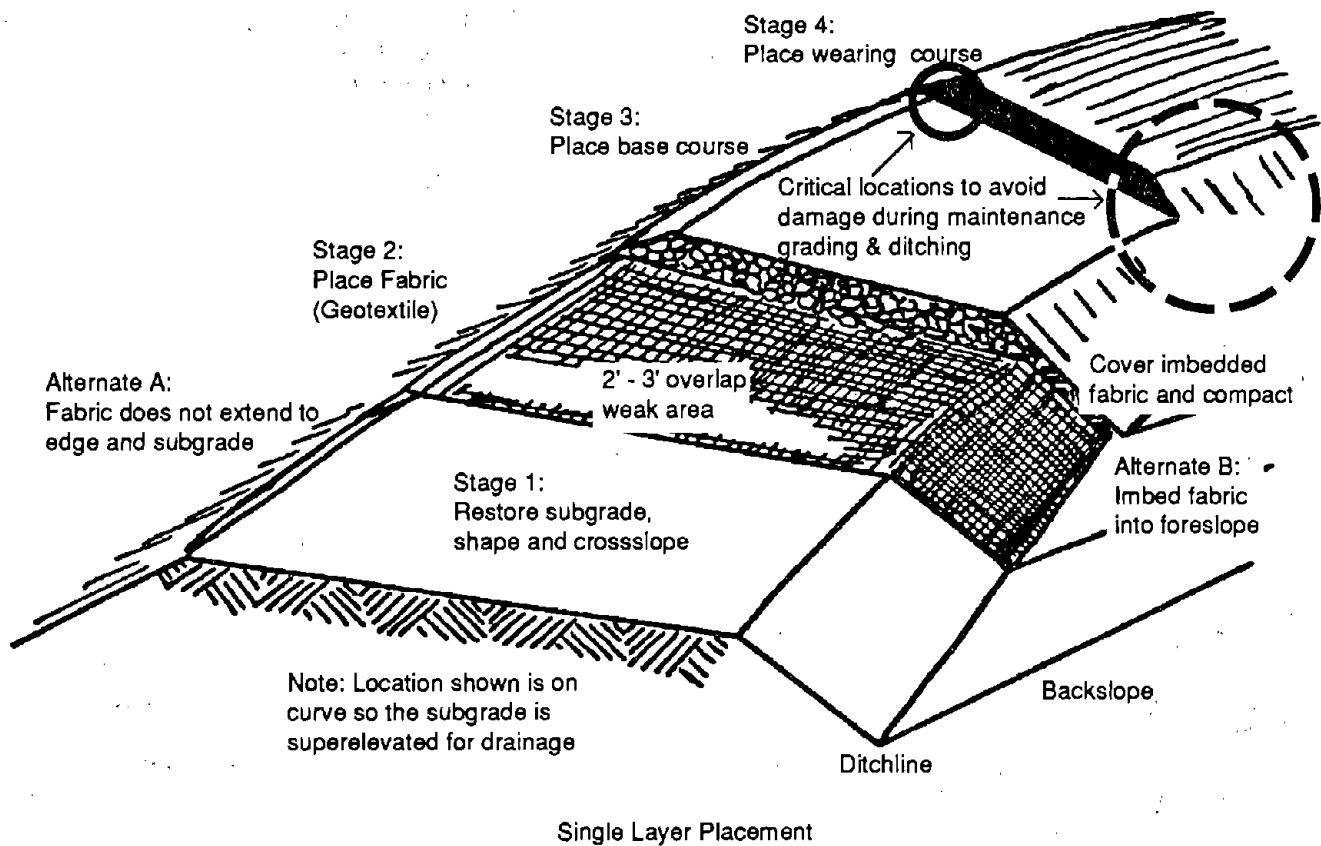 Stage 4:
Place wearing course
Stage 3:
Place base course
Critical locations to avoid
damage during maintenance
grading & ditching
Stage 2:
Place Fabric
(Geotextile)
Alternate A:
Fabric does not extend to
edge and subgrade
2' - 3' overlap
weak area
Cover imbedded
fabric and compact
Stage 1:
Restore subgrade,
shape and crossslope
Alternate B:
Imbed fabric
into foreslope
Note: Location shown is on
curve so the subgrade is
superelevated for drainage
Backslope
Ditchline
Single Layer Placement